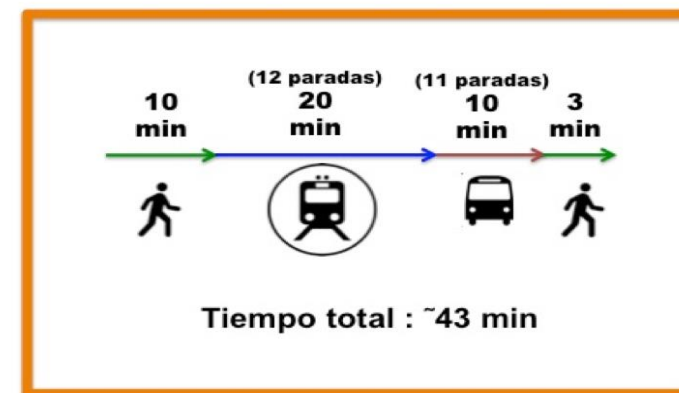 (12 paradas) (11 paradas)
10 20 10 3
min min min min
Tiempo total : ~43 min